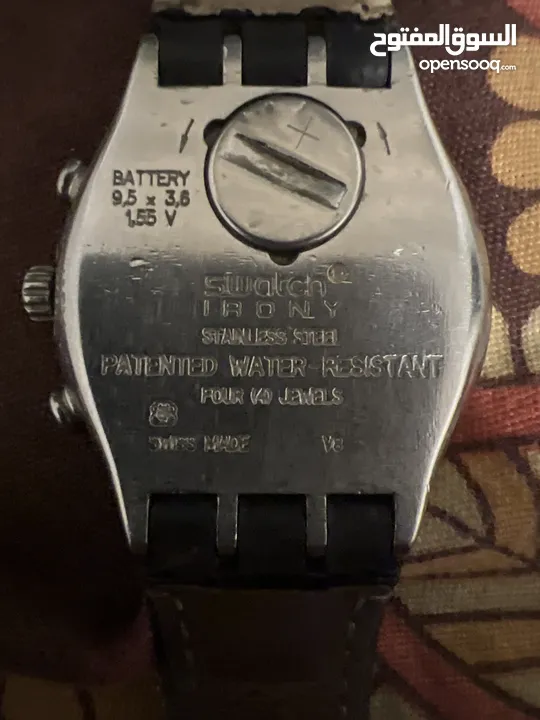 السوق المفتوح
opensooq.com
+
BATTERY
9,5 x 3,6
1,55 V
swatch
IRONY
STAINLESS STEEL
PATENTED WATER-RESISTANT
FOUR (4) JEWELS
SWISS MADE V8